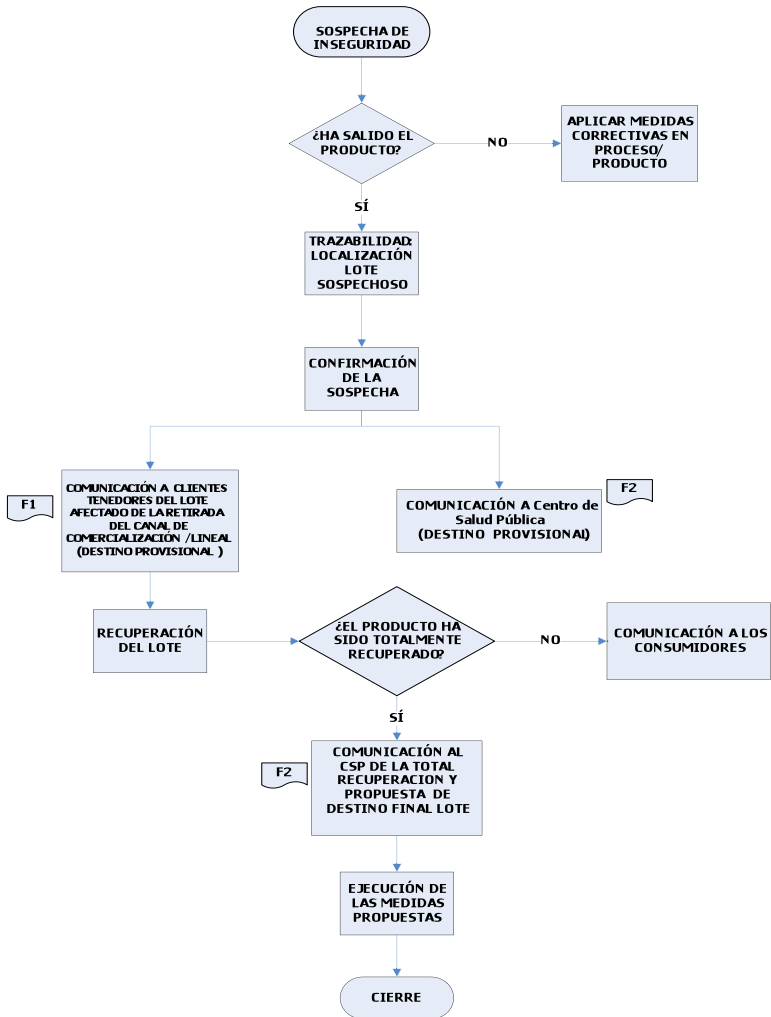 SOSPECHA DE
INSEGURIDAD
¿HA SALIDO EL
PRODUCTO?
NO
APLICAR MEDIDAS
CORRECTIVAS EN
PROCESO/
PRODUCTO
SÍ
TRAZABILIDAD:
LOCALIZACIÓN
LOTE
SOSPECHOSO
CONFIRMACIÓN
DE LA
SOSPECHA
F1
COMUNICACIÓN A CLIENTES
TENEDORES DEL LOTE
AFECTADO DE LA RETIRADA
DEL CANAL DE
COMERCIALIZACIÓN /LINEAL
(DESTINO PROVISIONAL )
F2
COMUNICACIÓN A Centro de
Salud Pública
(DESTINO PROVISIONAL)
RECUPERACIÓN
DEL LOTE
¿EL PRODUCTO HA
SIDO TOTALMENTE
RECUPERADO?
NO
COMUNICACIÓN A LOS
CONSUMIDORES
SÍ
F2
COMUNICACIÓN AL
CSP DE LA TOTAL
RECUPERACION Y
PROPUESTA DE
DESTINO FINAL LOTE
EJECUCIÓN DE
LAS MEDIDAS
PROPUESTAS
CIERRE